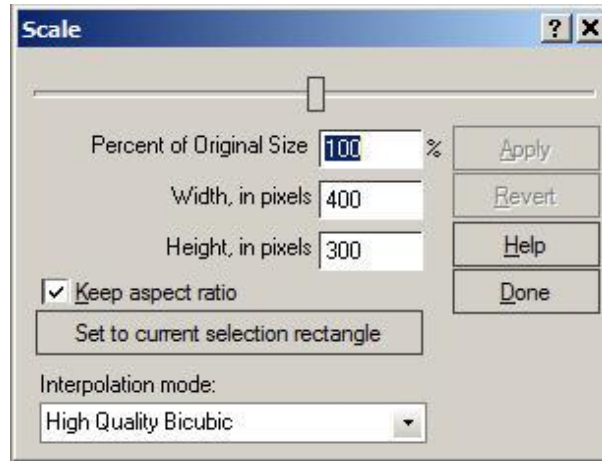 Scale
Percent of Original Size 100 % Apply
Width, in pixels 400 Revert
Height, in pixels 300 Help
Keep aspect ratio Done
Set to current selection rectangle
Interpolation mode:
High Quality Bicubic